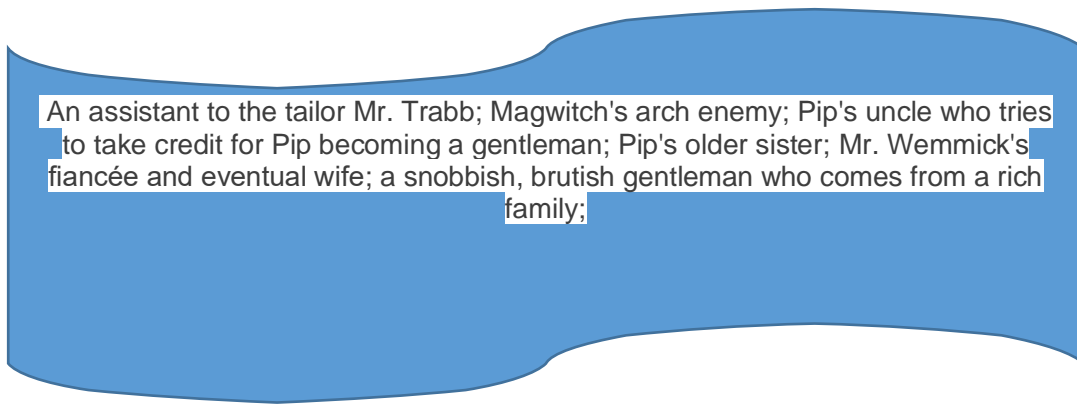 An assistant to the tailor Mr. Trabb; Magwitch's arch enemy; Pip's uncle who tries
to take credit for Pip becoming a gentleman; Pip's older sister; Mr. Wemmick's
fiancée and eventual wife; a snobbish, brutish gentleman who comes from a rich
family;